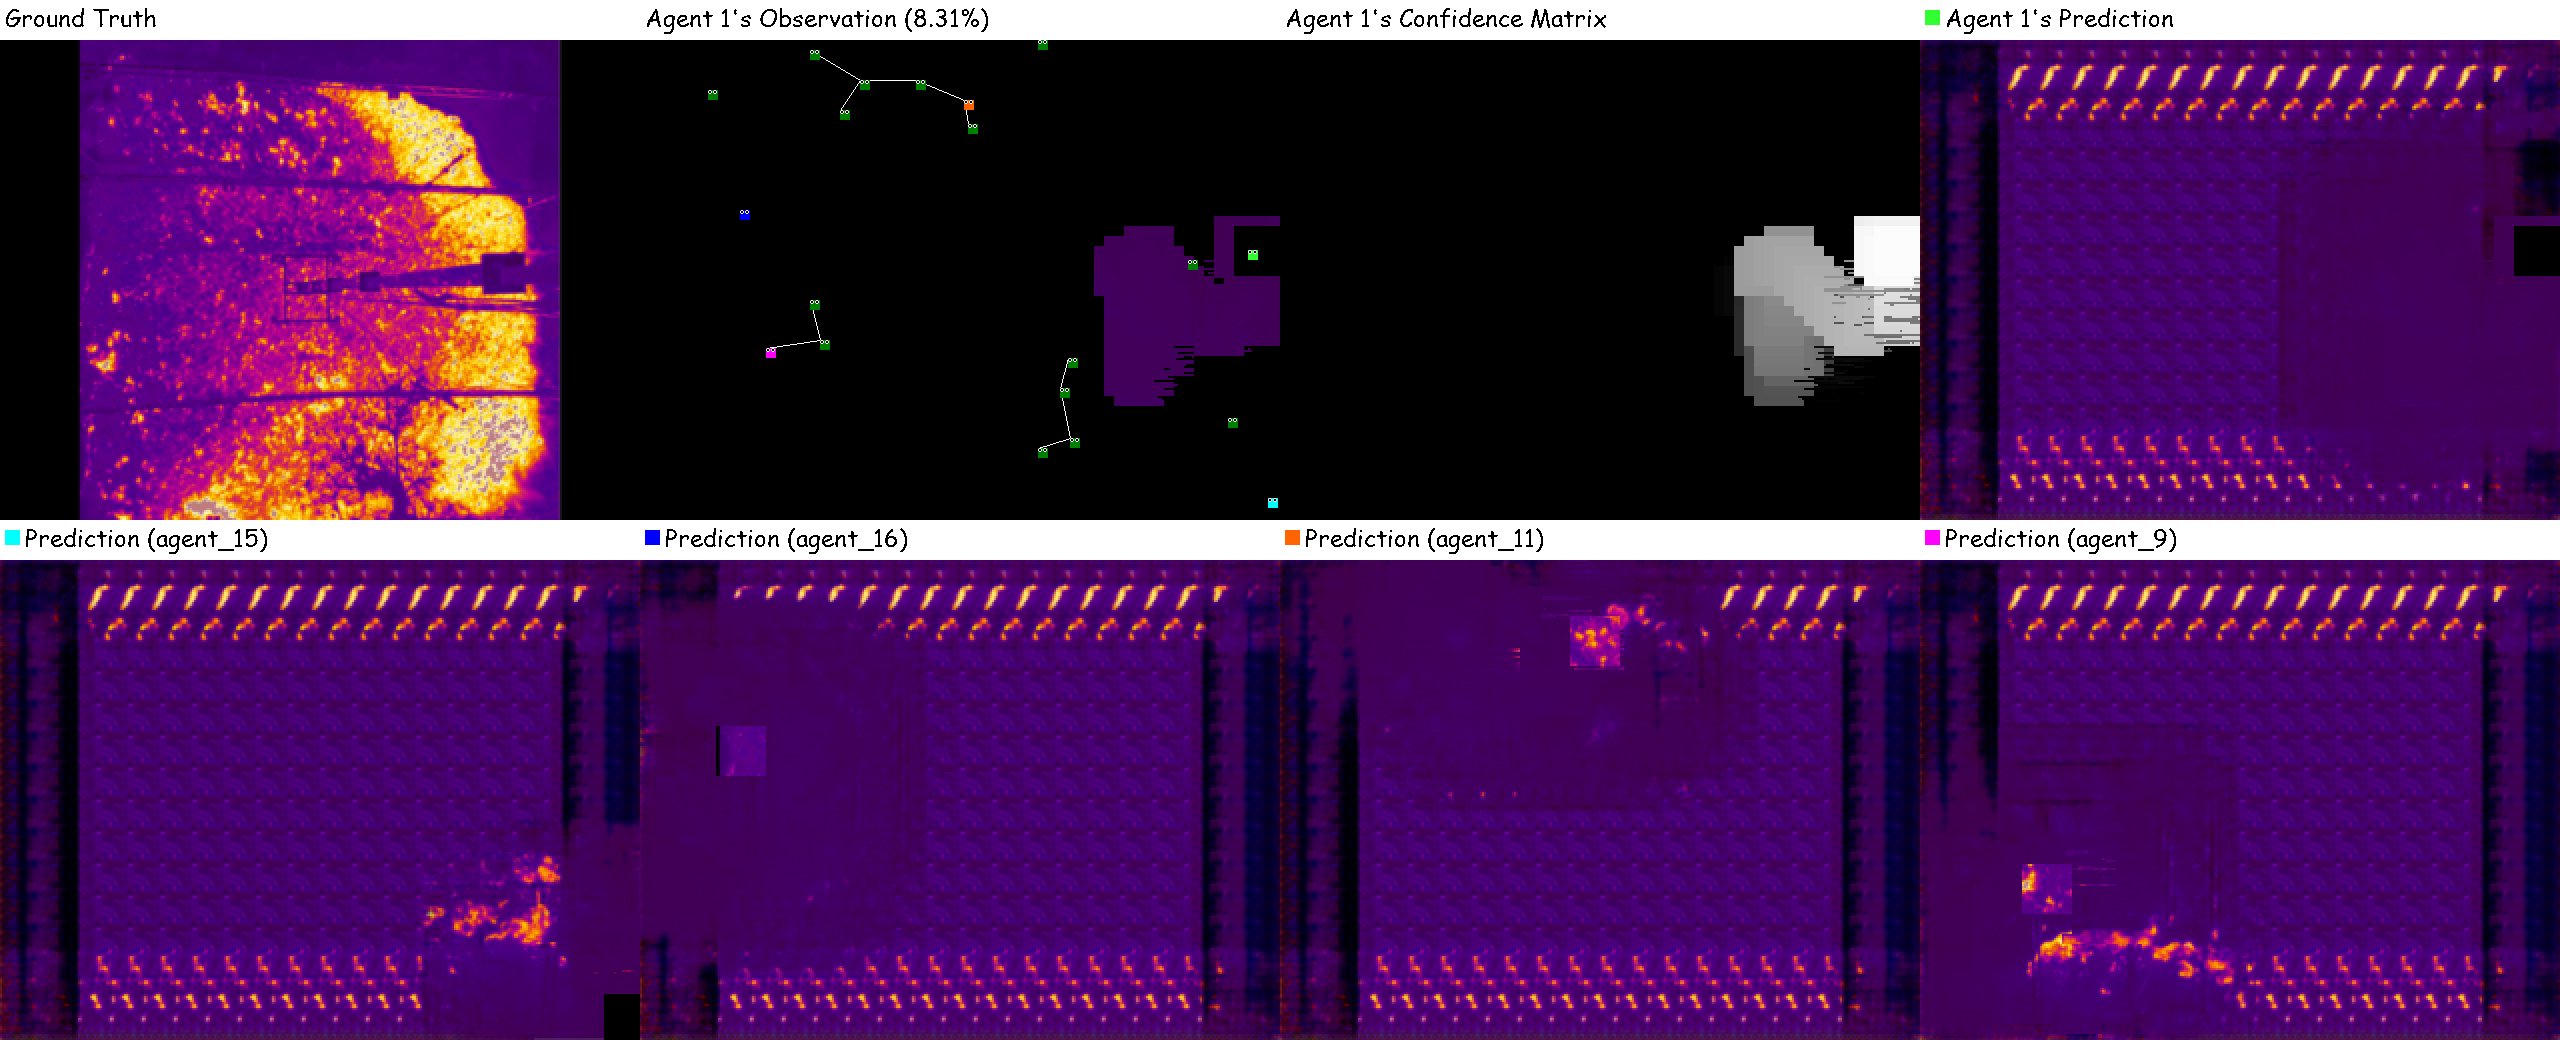 Ground Truth
Agent 1's Observation (8.31%)
Agent 1's Confidence Matrix
Agent 1's Prediction
Prediction (agent_15)
Prediction (agent_16)
Prediction (agent_11)
Prediction (agent_9)